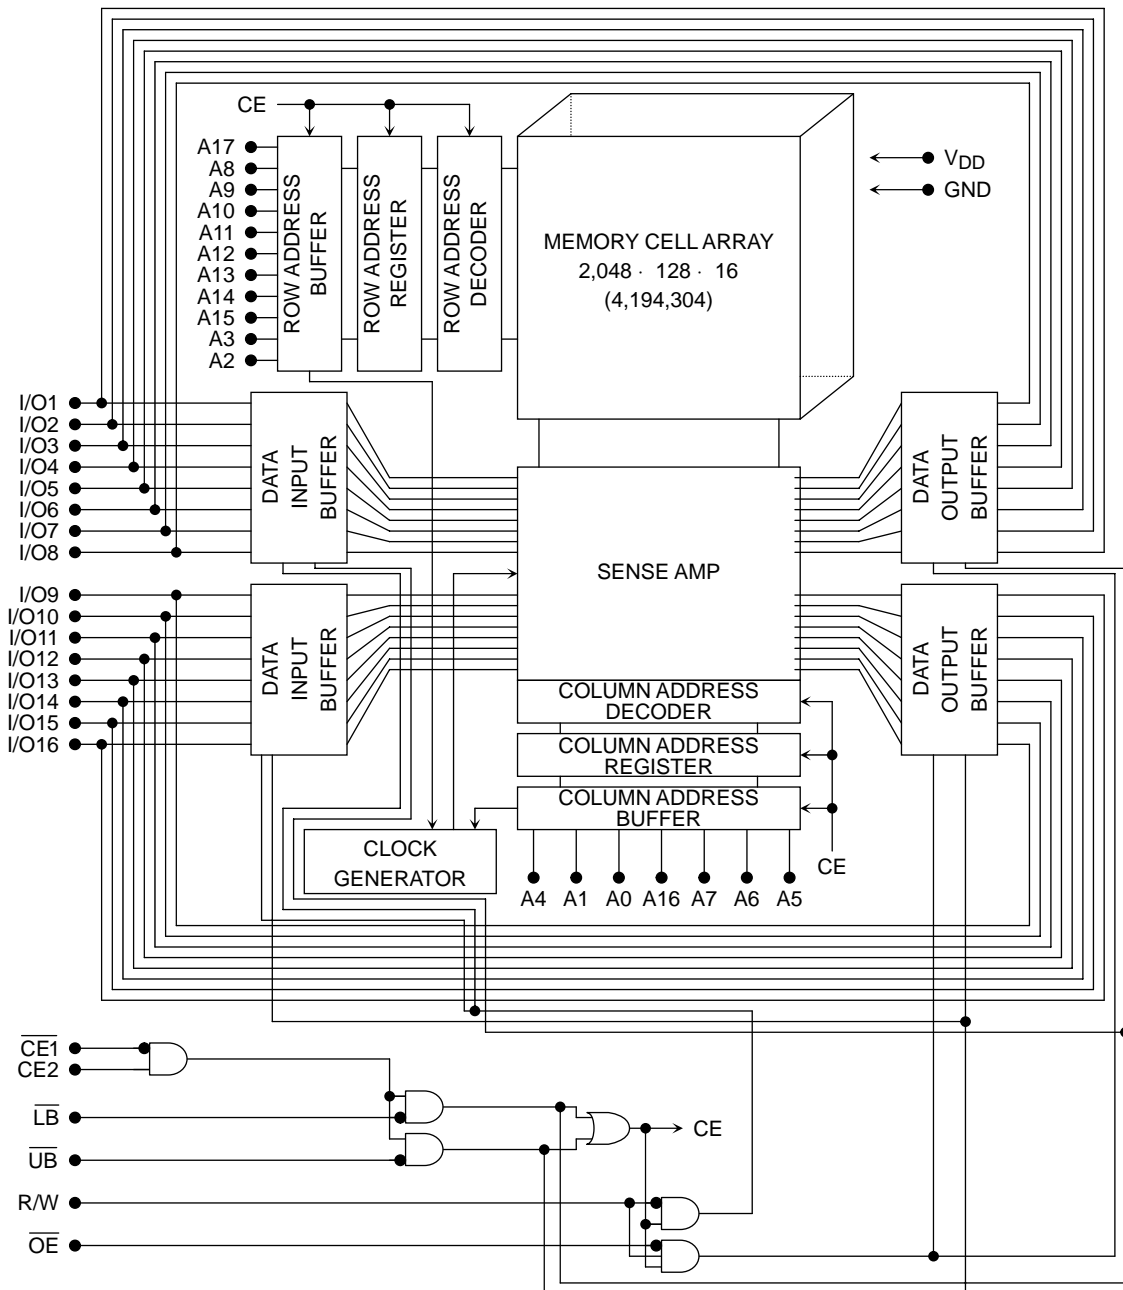 CE
A17
A8
A9
A10
A11
A12
A13
A14
A15
A3
A2
ROW ADDRESS
BUFFER
ROW ADDRESS
REGISTER
ROW ADDRESS
DECODER
MEMORY CELL ARRAY
2,048 · 128 · 16
(4,194,304)
VDD
GND
I/O1
I/O2
I/O3
I/O4
I/O5
I/O6
I/O7
I/O8
DATA
INPUT
BUFFER
SENSE AMP
DATA
OUTPUT
BUFFER
I/O9
I/O10
I/O11
I/O12
I/O13
I/O14
I/O15
I/O16
DATA
INPUT
BUFFER
DATA
OUTPUT
BUFFER
COLUMN ADDRESS
DECODER
COLUMN ADDRESS
REGISTER
COLUMN ADDRESS
BUFFER
CLOCK
GENERATOR
CE
A4 A1 A0 A16 A7 A6 A5
C̅E̅1̅
CE2
L̅B̅
U̅B̅
CE
R/W
O̅E̅